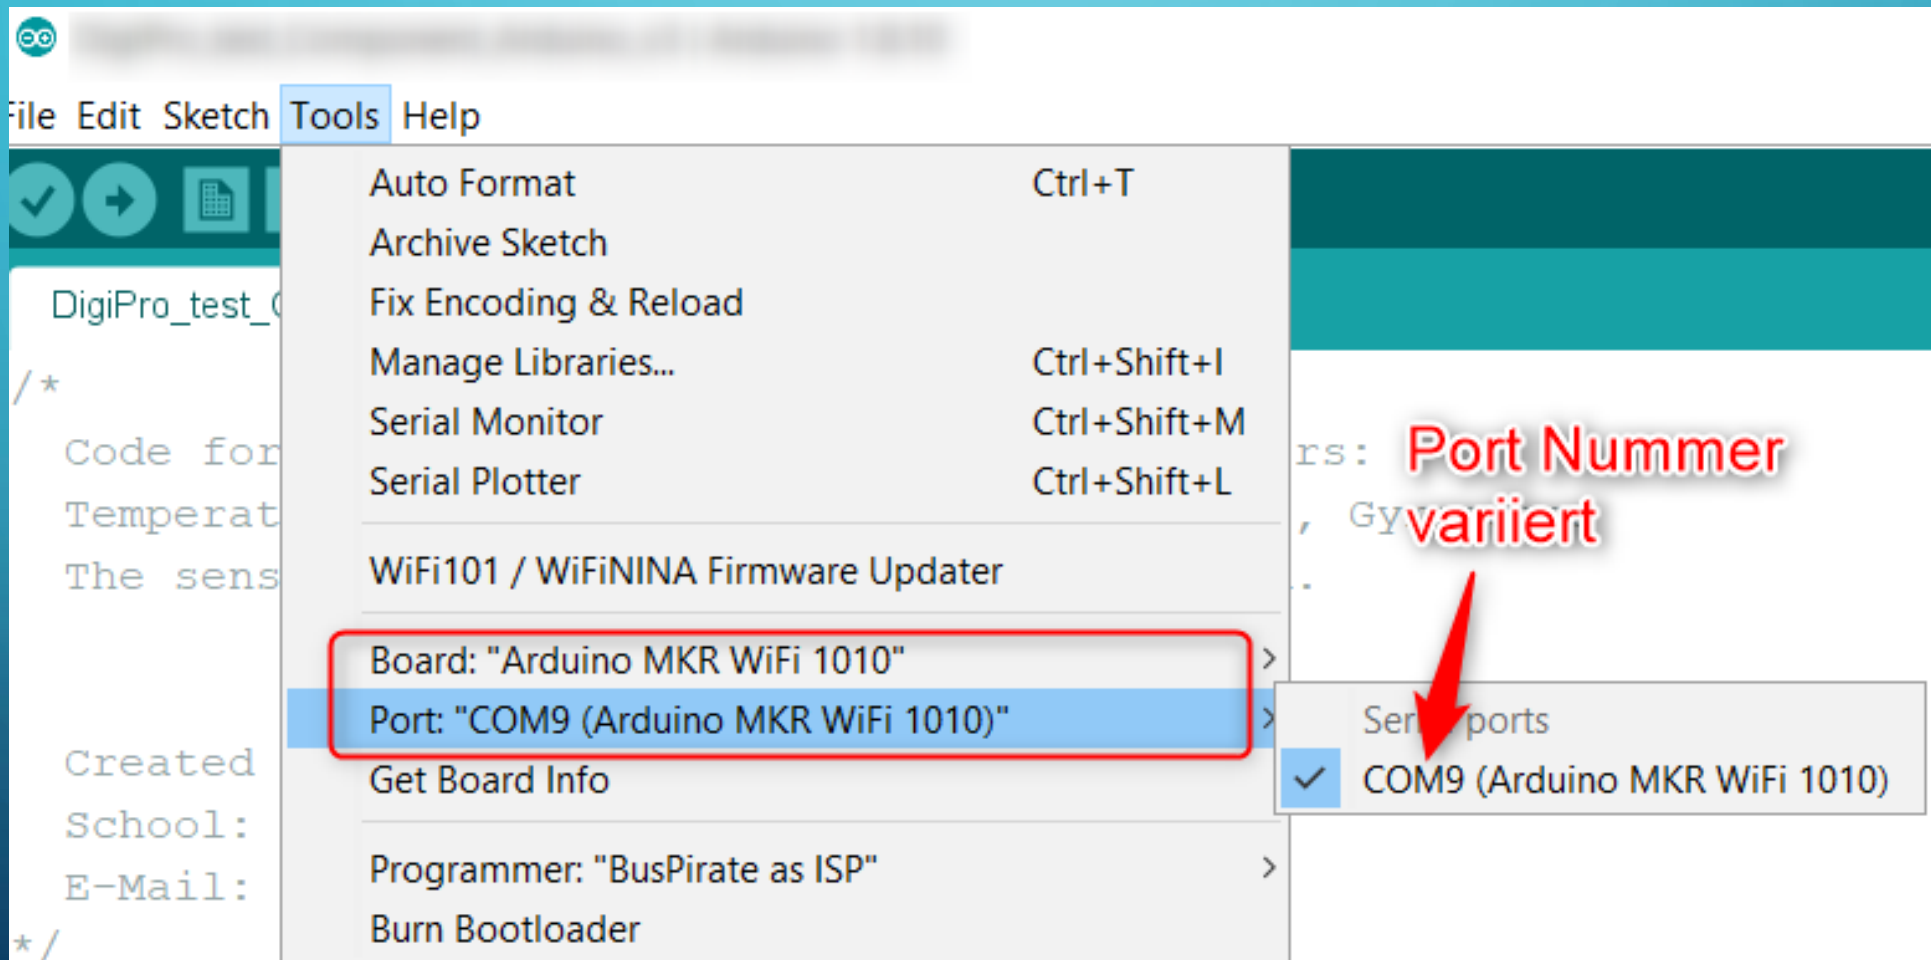 File Edit Sketch Tools Help
DigiPro_test_
Auto Format Ctrl+T
Archive Sketch
Fix Encoding & Reload
Manage Libraries... Ctrl+Shift+I
Serial Monitor Ctrl+Shift+M
Serial Plotter Ctrl+Shift+L
WiFi101 / WiFiNINA Firmware Updater
Board: "Arduino MKR WiFi 1010"
Port: "COM9 (Arduino MKR WiFi 1010)"
Get Board Info
Programmer: "BusPirate as ISP"
Burn Bootloader
/*
Code for rs:
Temperat , Gy
The sens .
Created
School:
E-Mail:
*/
Port Nummer
variiert
ports
COM9 (Arduino MKR WiFi 1010)